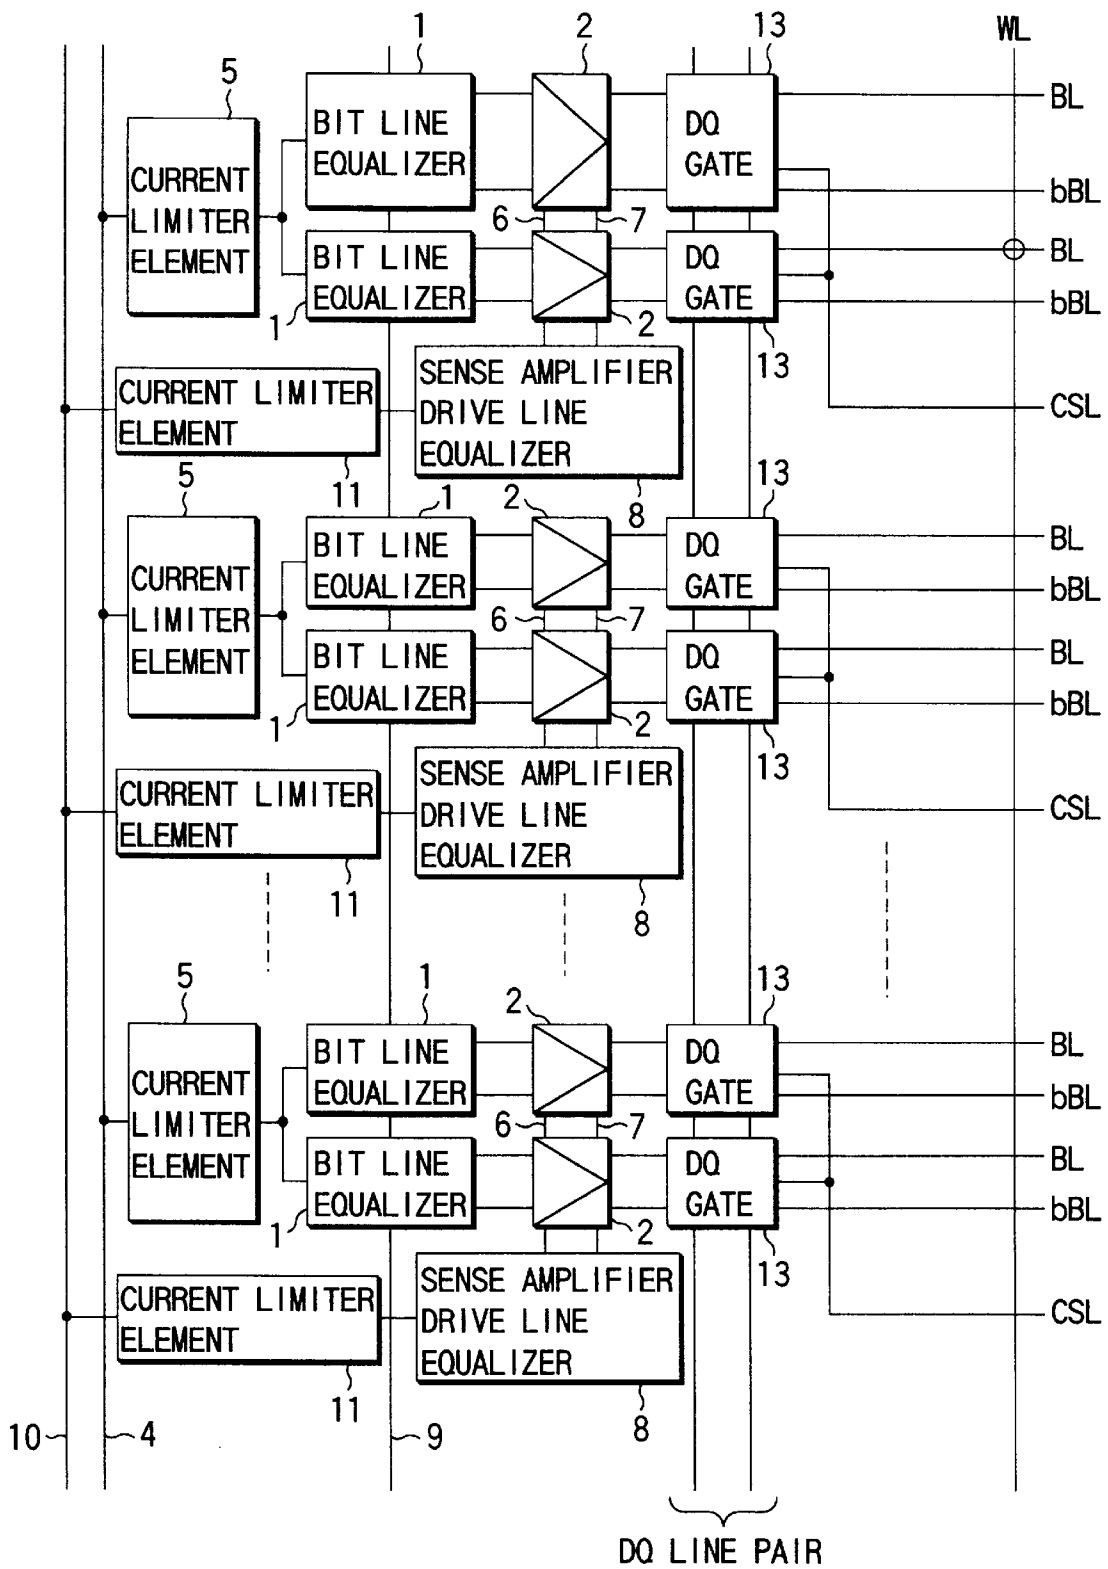 1 2 13 WL
5
BIT LINE
EQUALIZER
DQ
GATE
BL
CURRENT
LIMITER
ELEMENT
bBL
6 7
BIT LINE
EQUALIZER
DQ
GATE
BL
bBL
1 2 13
CURRENT LIMITER
ELEMENT
SENSE AMPLIFIER
DRIVE LINE
EQUALIZER
CSL
5 11 1 2 8 13
BIT LINE
EQUALIZER
DQ
GATE
BL
bBL
CURRENT
LIMITER
ELEMENT
6 7
BIT LINE
EQUALIZER
DQ
GATE
BL
bBL
1 2 13
CURRENT LIMITER
ELEMENT
SENSE AMPLIFIER
DRIVE LINE
EQUALIZER
CSL
11 8
5 1 2 13
BIT LINE
EQUALIZER
DQ
GATE
BL
bBL
CURRENT
LIMITER
ELEMENT
6 7
BIT LINE
EQUALIZER
DQ
GATE
BL
bBL
1 2 13
CURRENT LIMITER
ELEMENT
SENSE AMPLIFIER
DRIVE LINE
EQUALIZER
CSL
11 8
10 4 9
DQ LINE PAIR